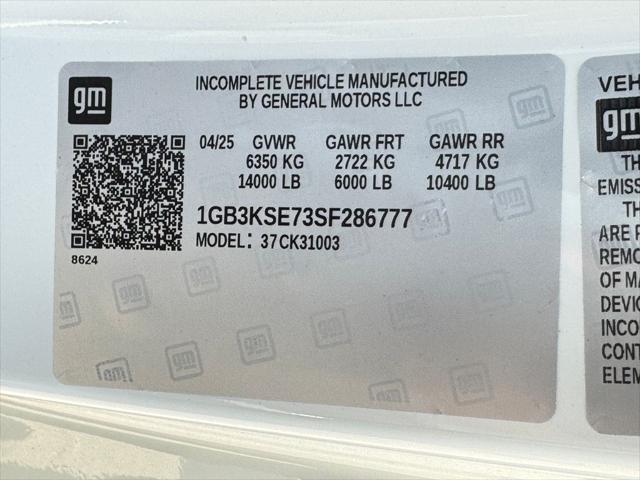 gm
INCOMPLETE VEHICLE MANUFACTURED
BY GENERAL MOTORS LLC
04/25 GVWR GAWR FRT GAWR RR
6350 KG 2722 KG 4717 KG
14000 LB 6000 LB 10400 LB
1GB3KSE73SF286777
MODEL: 37CK31003
8624
VEH
gm
TH
EMISS
TH
ARE P
REMO
OF MA
DEVIC
INCO
CONT
ELEM